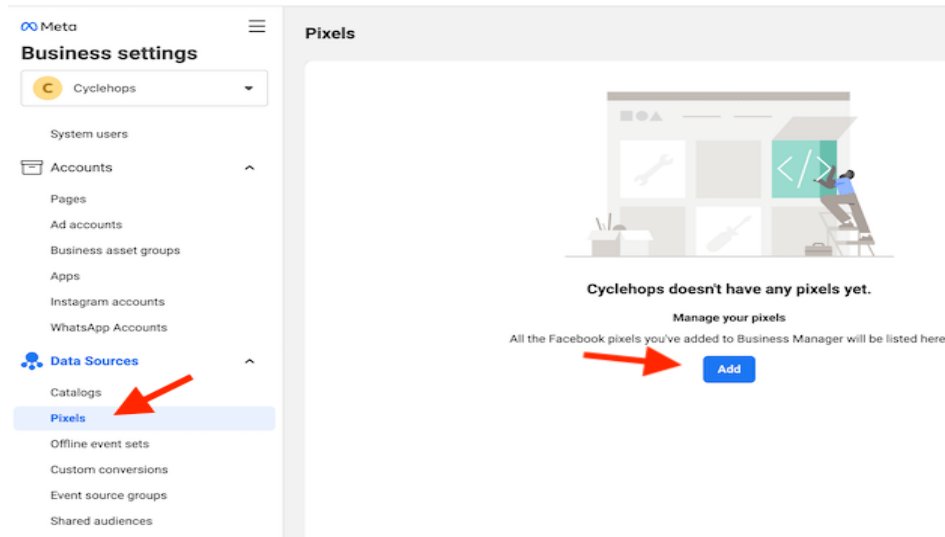 Meta
Business settings
C Cyclehops
System users
Accounts
Pages
Ad accounts
Business asset groups
Apps
Instagram accounts
WhatsApp Accounts
Data Sources
Catalogs
Pixels
Offline event sets
Custom conversions
Event source groups
Shared audiences
Pixels
</>
Cyclehops doesn't have any pixels yet.
Manage your pixels
All the Facebook pixels you've added to Business Manager will be listed here
Add